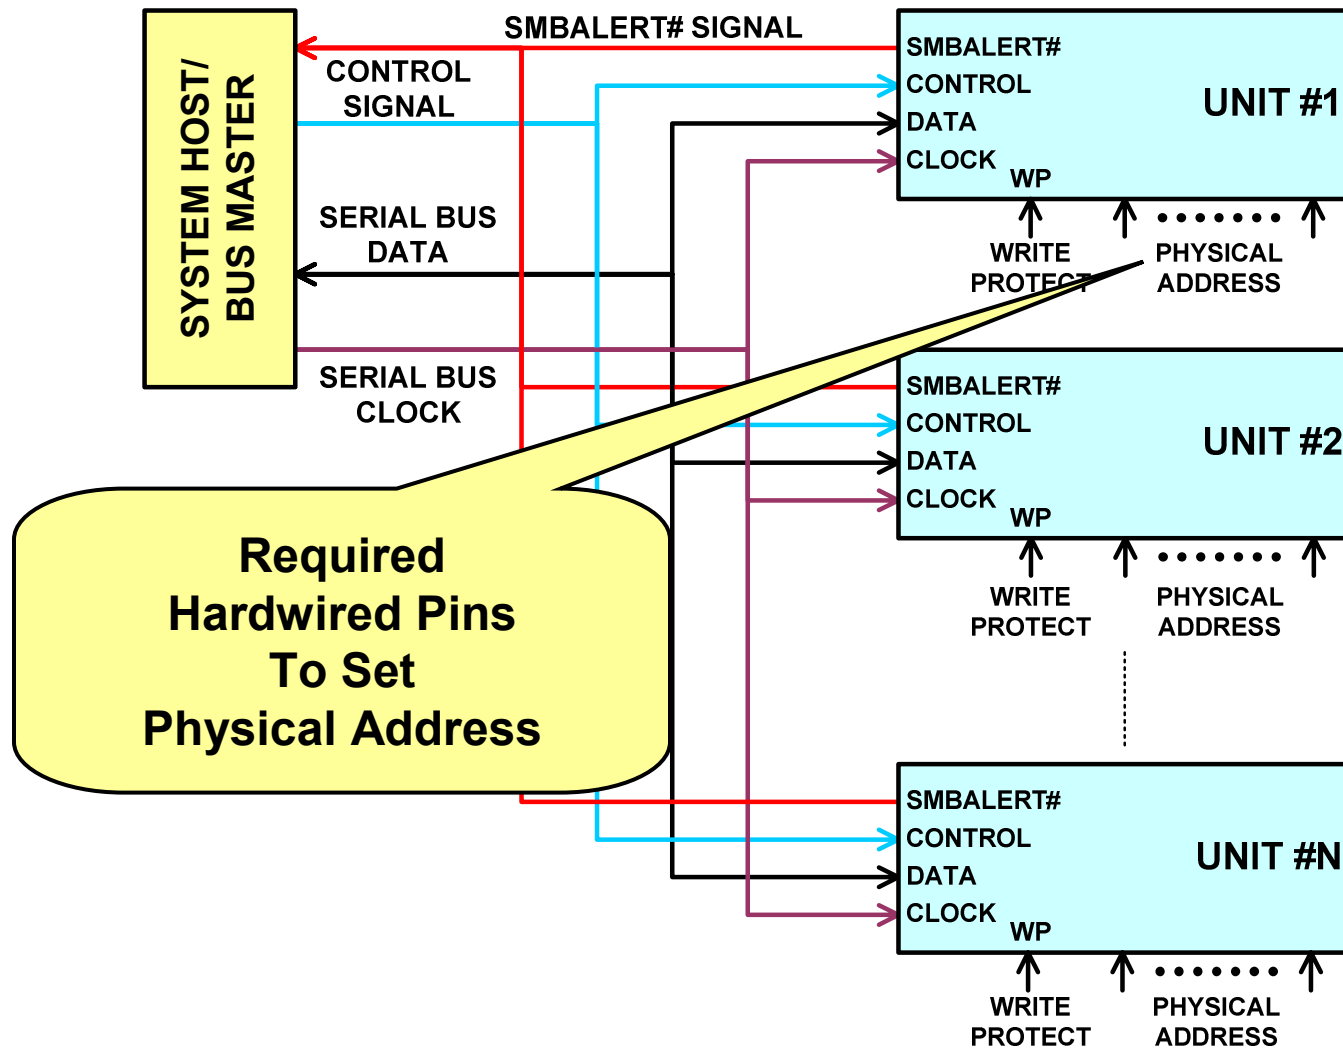 SYSTEM HOST/
BUS MASTER
SMBALERT# SIGNAL
CONTROL
SIGNAL
SERIAL BUS
DATA
SERIAL BUS
CLOCK
SMBALERT#
CONTROL
DATA
CLOCK
WP
UNIT #1
WRITE
PROTECT
PHYSICAL
ADDRESS
SMBALERT#
CONTROL
DATA
CLOCK
WP
UNIT #2
WRITE
PROTECT
PHYSICAL
ADDRESS
Required
Hardwired Pins
To Set
Physical Address
SMBALERT#
CONTROL
DATA
CLOCK
WP
UNIT #N
WRITE
PROTECT
PHYSICAL
ADDRESS